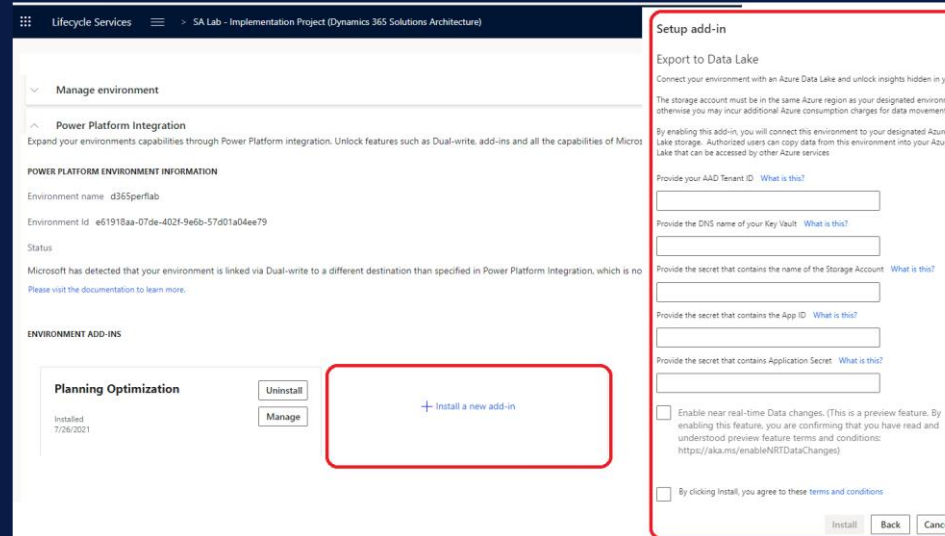 Lifecycle Services > SA Lab - Implementation Project (Dynamics 365 Solutions Architecture)
Manage environment
Power Platform Integration
Expand your environments capabilities through Power Platform integration. Unlock features such as Dual-write, add-ins and all the capabilities of
POWER PLATFORM ENVIRONMENT INFORMATION
Environment name d365perflab
Environment Id e61918aa-07de-402f-9e6b-57d01a04ee79
Status
Microsoft has detected that your environment is linked via Dual-write to a different destination than specified in Power Platform Integration, which is
Please visit the documentation to learn more.
ENVIRONMENT ADD-INS
Planning Optimization
Uninstall
Installed
7/26/2021
Manage
+ Install a new add-in
Setup add-in
Export to Data Lake
Connect your environment with an Azure Data Lake and unlock insights hidden in
The storage account must be in the same Azure region as your designated
otherwise you may incur additional Azure consumption charges for data
By enabling this add-in, you will connect this environment to your designated
Lake storage. Authorized users can copy data from this environment into your
Lake that can be accessed by other Azure services
Provide your AAD Tenant ID What is this?
Provide the DNS name of your Key Vault What is this?
Provide the secret that contains the name of the Storage Account What is this?
Provide the secret that contains the App ID What is this?
Provide the secret that contains Application Secret What is this?
Enable near real-time Data changes. (This is a preview feature. By
enabling this feature, you are confirming that you have read and
understood preview feature terms and conditions:
https://aka.ms/enableNRTDataChanges)
By clicking Install, you agree to these terms and conditions
Install Back